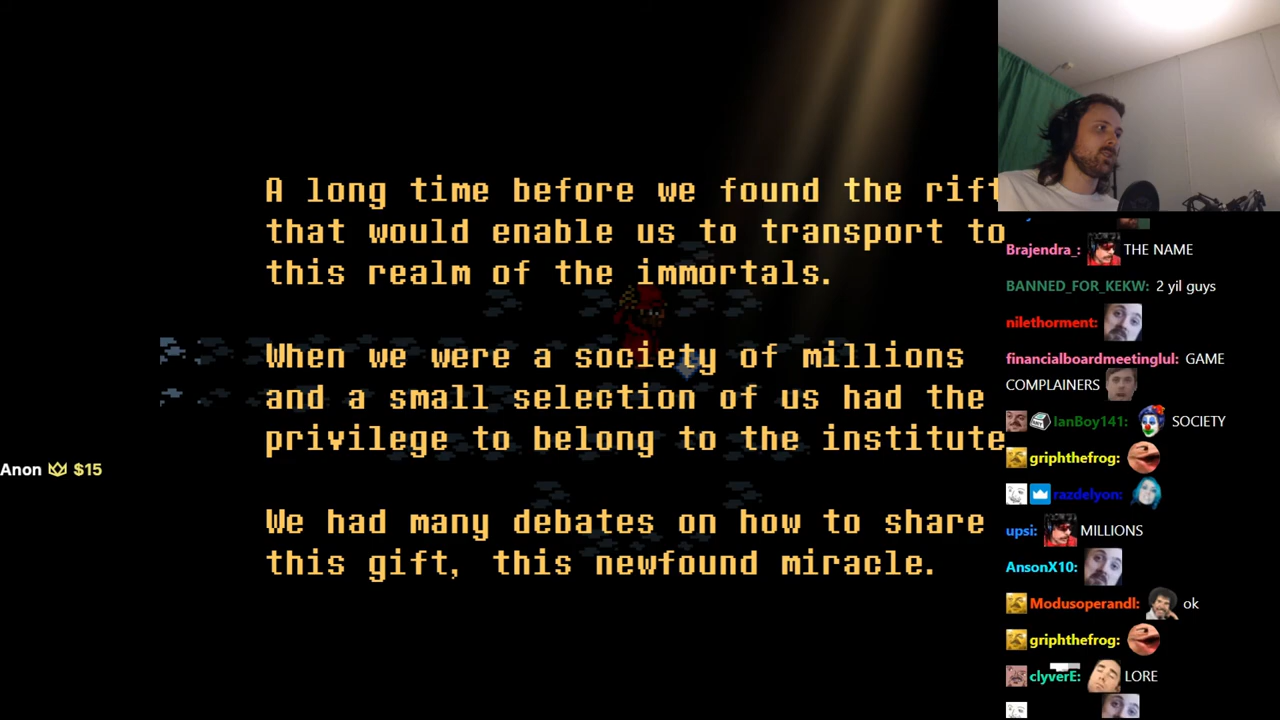 A long time before we found the rift
that would enable us to transport to
this realm of the immortals.
When we were a society of millions
and a small selection of us had the
privilege to belong to the institute
We had many debates on how to share
this gift, this newfound miracle.
Anon $15
Brajendra_: THE NAME
BANNED_FOR_KEKW: 2 yil guys
nilethorment:
financialboardmeetinglul: GAME
COMPLAINERS
IanBoy141: SOCIETY
griphthefrog:
razdelyon:
upsi: MILLIONS
AnsonX10:
Modusoperandl: ok
griphthefrog:
clyverE: LORE